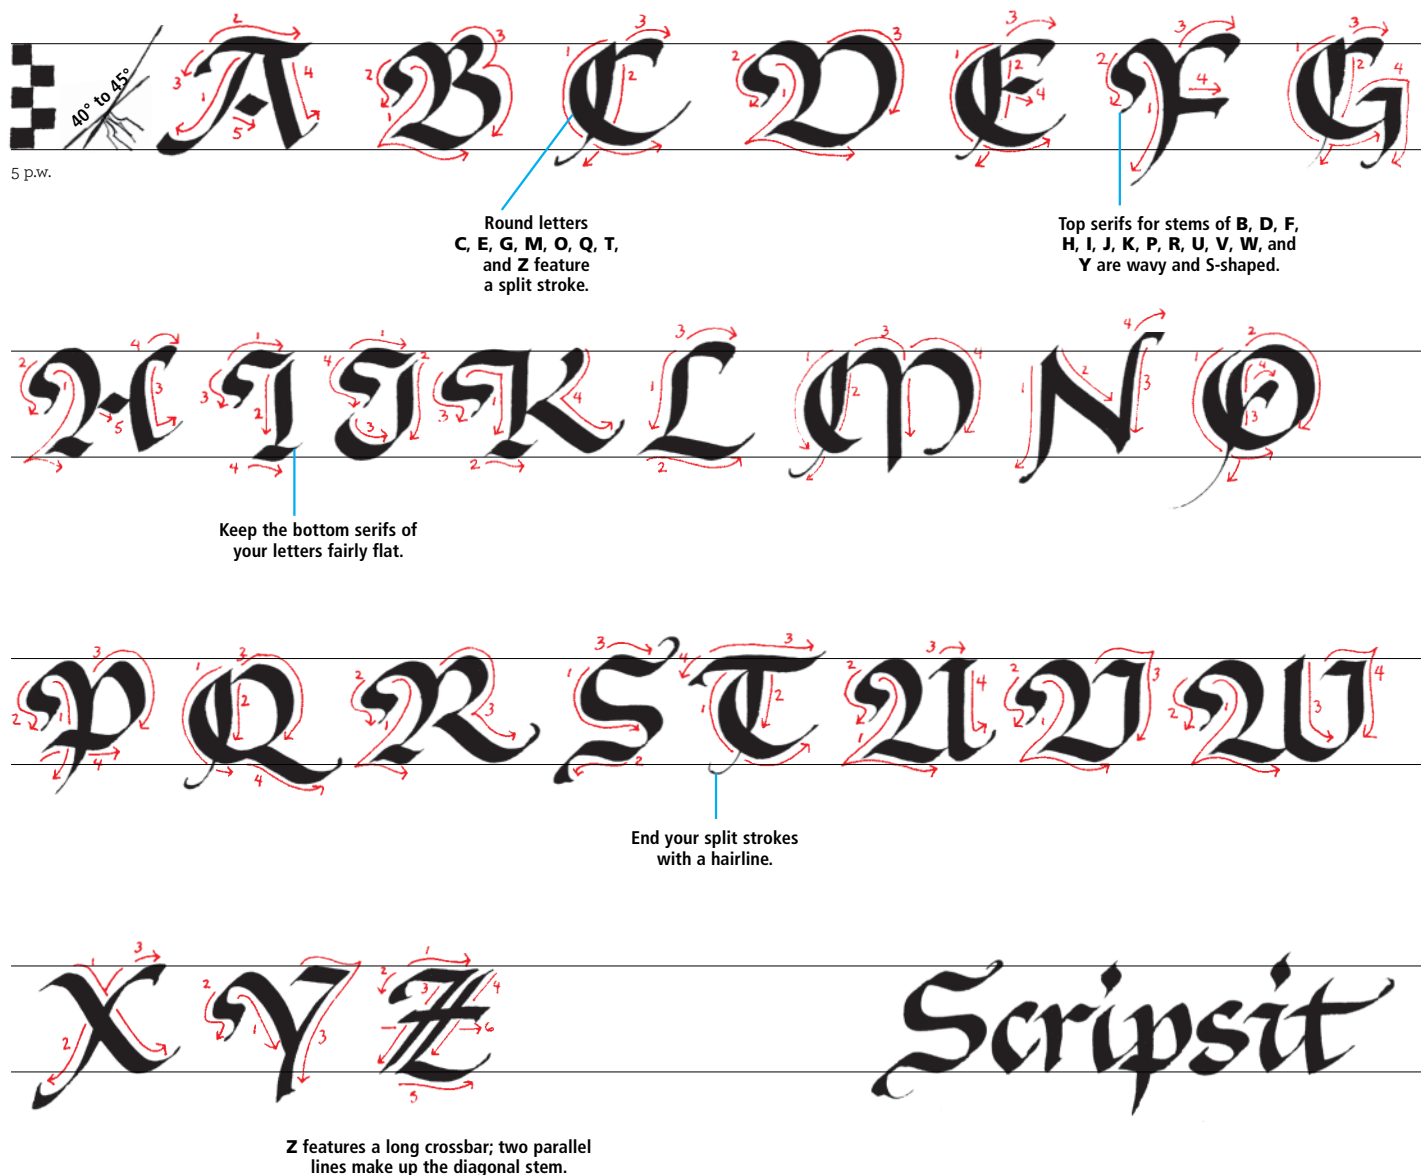 A B C D E F G
40° to 45°
5 p.w.
Round letters
C, E, G, M, O, Q, T,
and Z feature
a split stroke.
Top serifs for stems of B, D, F,
H, I, J, K, P, R, U, V, W, and
Y are wavy and S-shaped.
H I J K L M N O
Keep the bottom serifs of
your letters fairly flat.
P Q R S T U V W
End your split strokes
with a hairline.
X Y Z
Scripsit
Z features a long crossbar; two parallel
lines make up the diagonal stem.